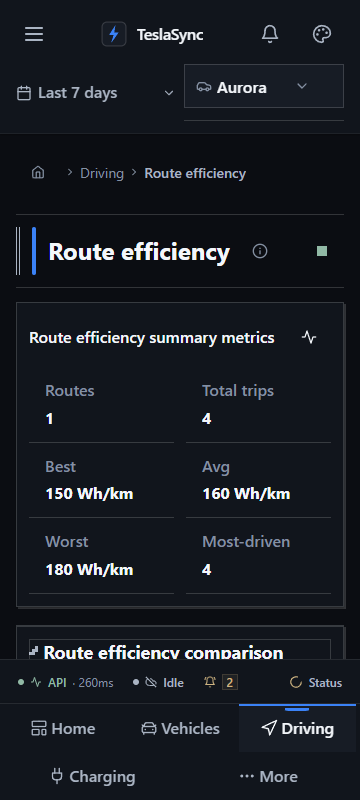 TeslaSync
Last 7 days
Aurora
Driving
Route efficiency
Route efficiency
Route efficiency summary metrics
Routes
Total trips
1
4
Best
Avg
150 Wh/km
160 Wh/km
Worst
Most-driven
180 Wh/km
4
Route efficiency comparison
API · 260ms
Idle
2
Status
Home
Vehicles
Driving
Charging
More